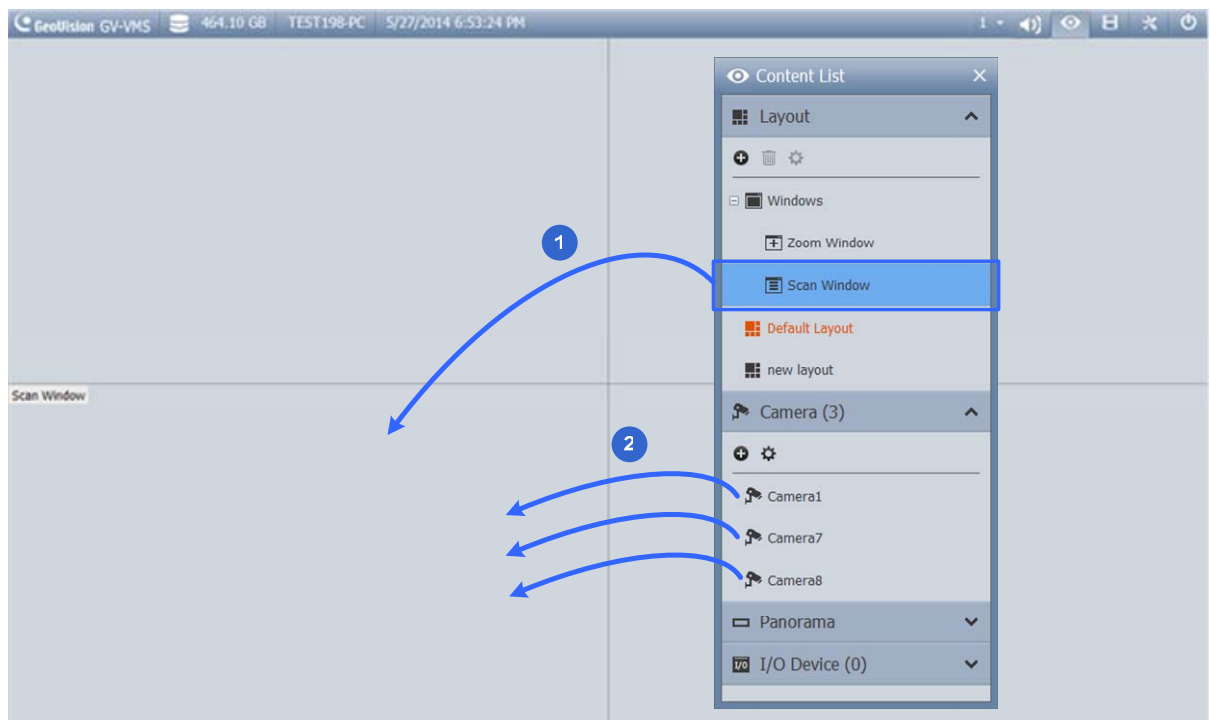 GeoVision GV-VMS 464.10 GB TEST198-PC 5/27/2014 6:53:24 PM 1
Content List
Layout
Windows
1
Zoom Window
Scan Window
Default Layout
new layout
Scan Window
Camera (3)
2
Camera1
Camera7
Camera8
Panorama
I/O I/O Device (0)